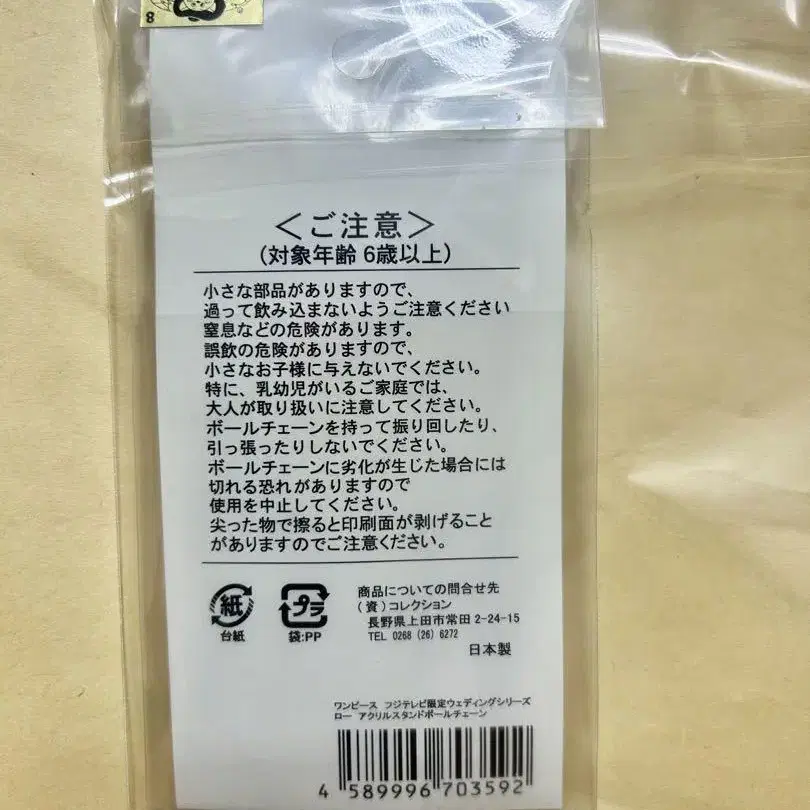 8
＜ご注意＞
(対象年齢 6歳以上)
小さな部品がありますので、
過って飲み込まないようご注意ください
窒息などの危険があります。
誤飲の危険がありますので、
小さなお子様に与えないでください。
特に、乳幼児がいるご家庭では、
大人が取り扱いに注意してください。
ボールチェーンを持って振り回したり、
引っ張ったりしないでください。
ボールチェーンに劣化が生じた場合には
切れる恐れがありますので
使用を中止してください。
尖った物で擦ると印刷面が剥げること
がありますのでご注意ください。
紙
台紙
プラ
袋:PP
商品についての問合せ先
(資)コレクション
長野県上田市常田 2-24-15
TEL 0268 (26) 6272
日本製
ワンピース フジテレビ限定ウェディングシリーズ
ロー アクリルスタンドボールチェーン
4 589996 703592